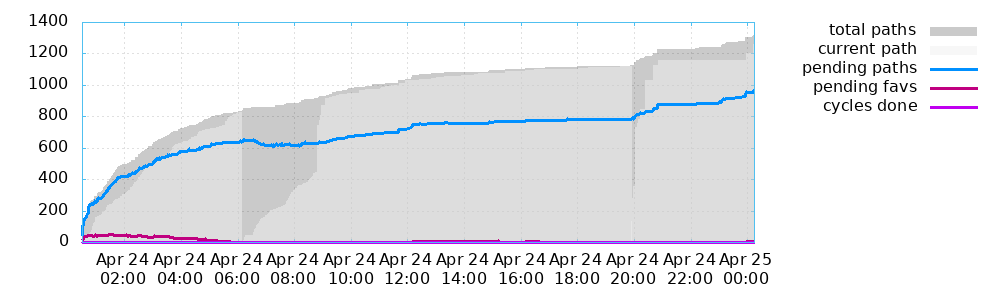 1400
1200
1000
800
600
400
200
0
Apr 24 Apr 24 Apr 24 Apr 24 Apr 24 Apr 24 Apr 24 Apr 24 Apr 24 Apr 24 Apr 24 Apr 25
02:00 04:00 06:00 08:00 10:00 12:00 14:00 16:00 18:00 20:00 22:00 00:00
total paths
current path
pending paths
pending favs
cycles done